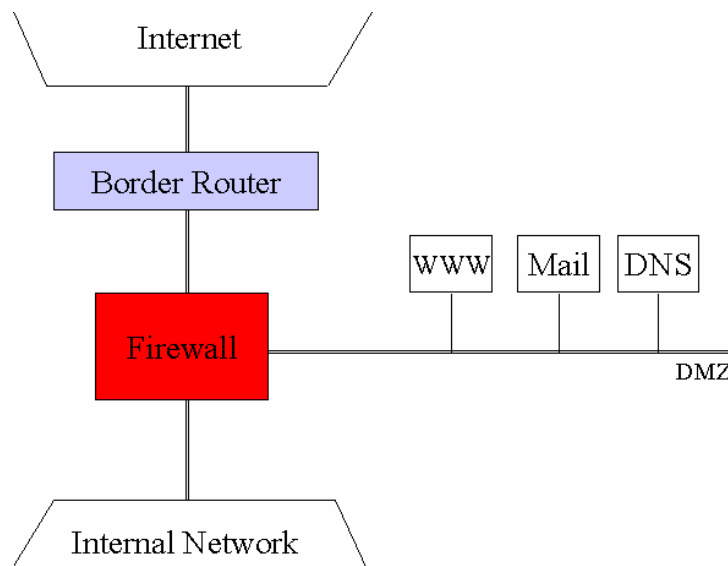 Internet
Border Router
WWW
Mail
DNS
Firewall
DMZ
Internal Network